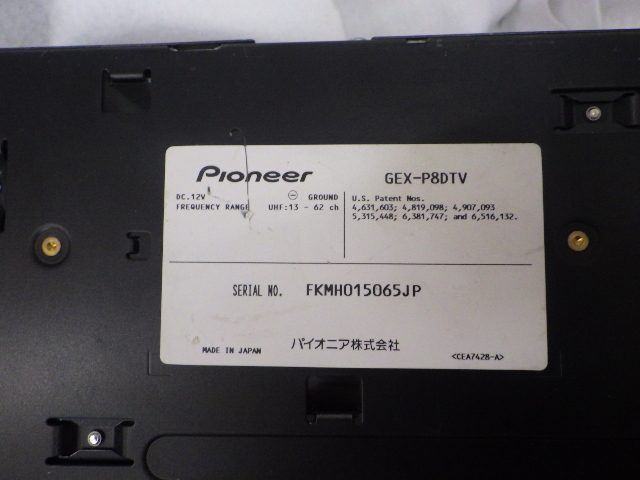 Pioneer GEX-P8DTV
DC.12V ⊖ GROUND
FREQUENCY RANGE UHF:13 - 62 ch
U.S. Patent Nos.
4,631,603; 4,819,098; 4,907,093
5,315,448; 6,381,747; and 6,516,132.
SERIAL NO. FKMH015065JP
MADE IN JAPAN パイオニア株式会社 <CEA7428-A>